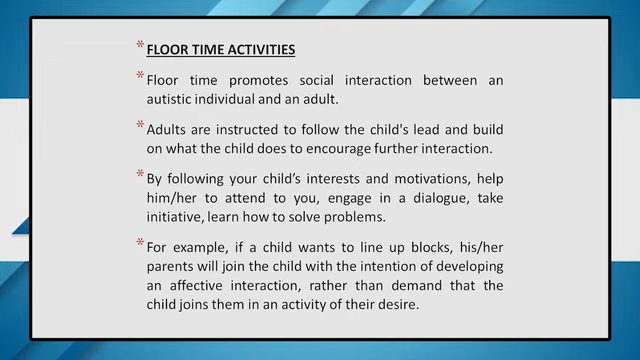 * FLOOR TIME ACTIVITIES
* Floor time promotes social interaction between an
autistic individual and an adult.
* Adults are instructed to follow the child's lead and build
on what the child does to encourage further interaction.
* By following your child’s interests and motivations, help
him/her to attend to you, engage in a dialogue, take
initiative, learn how to solve problems.
* For example, if a child wants to line up blocks, his/her
parents will join the child with the intention of developing
an affective interaction, rather than demand that the
child joins them in an activity of their desire.